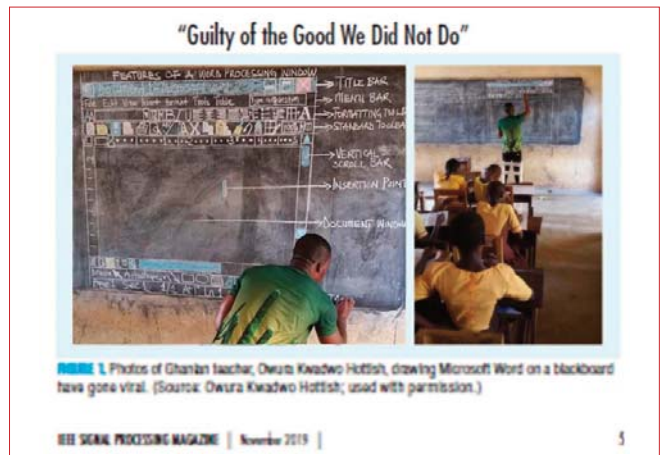 "Guilty of the Good We Did Not Do"
FEATURES OF A WORD PROCESSING WINDOW
TITLE BAR
File Edit View Insert Format Tools Table
MENU BAR
STANDARD TOOLBAR
VERTICAL
SCROLL BAR
INSERTION POINT
DOCUMENT WINDOW
FIGURE 1. Photos of Ghanian teacher, Owura Kwadwo Hottish, drawing Microsoft Word on a blackboard
have gone viral. (Source: Owura Kwadwo Hottish; used with permission.)
IEEE SIGNAL PROCESSING MAGAZINE | November 2019 | 5